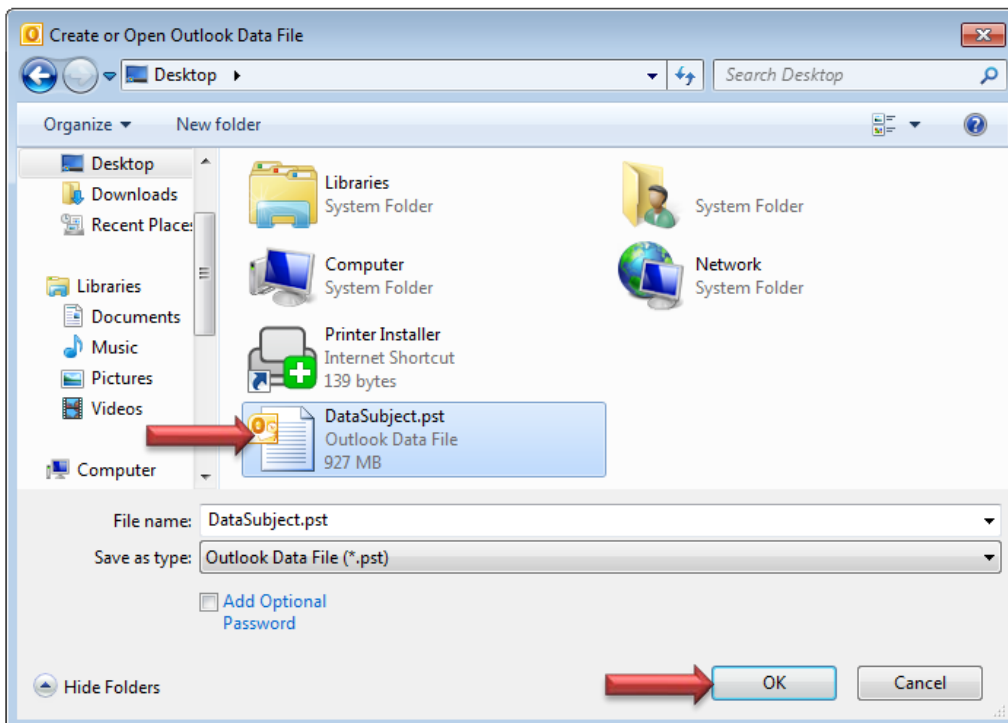 Create or Open Outlook Data File
Desktop
Search Desktop
Organize
New folder
Desktop
Downloads
Recent Places
Libraries
Documents
Music
Pictures
Videos
Computer
Libraries
System Folder
System Folder
Computer
System Folder
Network
System Folder
Printer Installer
Internet Shortcut
139 bytes
DataSubject.pst
Outlook Data File
927 MB
File name: DataSubject.pst
Save as type: Outlook Data File (*.pst)
Add Optional
Password
Hide Folders
OK
Cancel